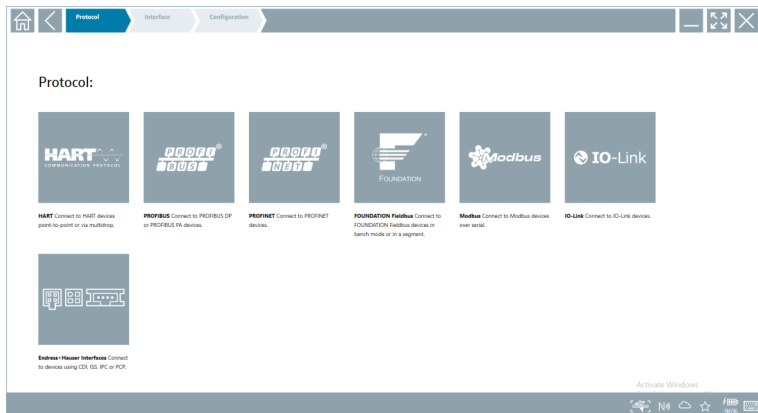 Protocol
Interface
Configuration
Protocol:
HART
COMMUNICATION PROTOCOL
PROFI
BUS
®
PROFI
NET
®
F
FOUNDATION
Modbus
IO-Link
HART Connect to HART devices
point-to-point or via multidrop.
PROFIBUS Connect to PROFIBUS DP
or PROFIBUS PA devices.
PROFINET Connect to PROFINET
devices.
FOUNDATION Fieldbus Connect to
FOUNDATION Fieldbus devices in
bench mode or in a segment.
Modbus Connect to Modbus devices
over serial.
IO-Link Connect to IO-Link devices.
Endress+Hauser Interfaces Connect
to devices using CDI, ISS, IPC or PCP.
Activate Windows
96%